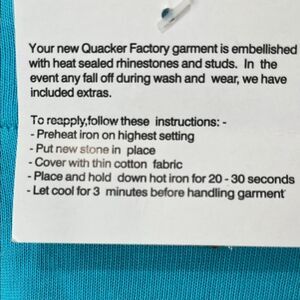 Your new Quacker Factory garment is embellished
with heat sealed rhinestones and studs. In the
event any fall off during wash and wear, we have
included extras.
To reapply,follow these instructions: -
- Preheat iron on highest setting
- Put new stone in place
- Cover with thin cotton fabric
- Place and hold down hot iron for 20 - 30 seconds
- Let cool for 3 minutes before handling garment